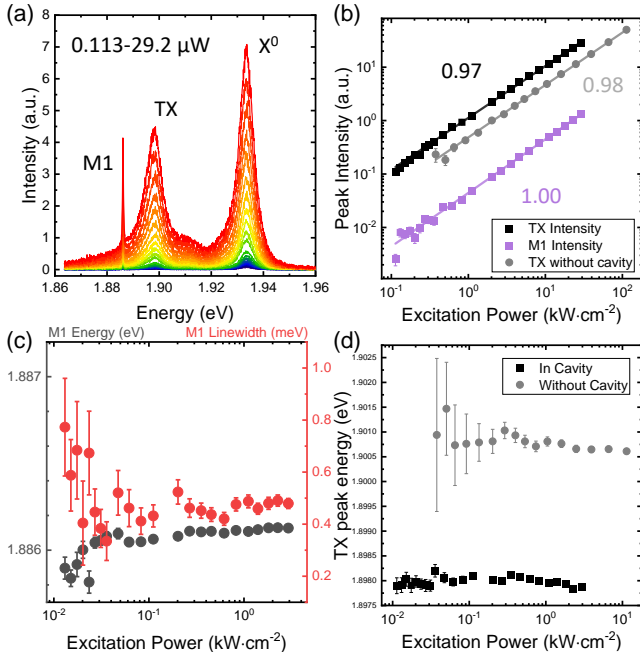 (a)
0.113-29.2 μW
X⁰
TX
M1
Intensity (a.u.)
7
6
5
4
3
2
1
0
1.86 1.88 1.90 1.92 1.94 1.96
Energy (eV)
(b)
Peak Intensity (a.u.)
10¹
10⁰
10⁻¹
10⁻²
0.97
0.98
1.00
TX Intensity
M1 Intensity
TX without cavity
10⁻¹ 10⁰ 10¹ 10²
Excitation Power (kW·cm⁻²)
(c)
M1 Energy (eV) M1 Linewidth (meV)
1.887
1.886
1.0
0.8
0.6
0.4
0.2
10⁻² 10⁻¹ 10⁰
Excitation Power (kW·cm⁻²)
(d)
TX peak energy (eV)
1.9025
1.9020
1.9015
1.9010
1.9005
1.9000
1.8995
1.8990
1.8985
1.8980
1.8975
In Cavity
Without Cavity
10⁻² 10⁻¹ 10⁰ 10¹
Excitation Power (kW·cm⁻²)